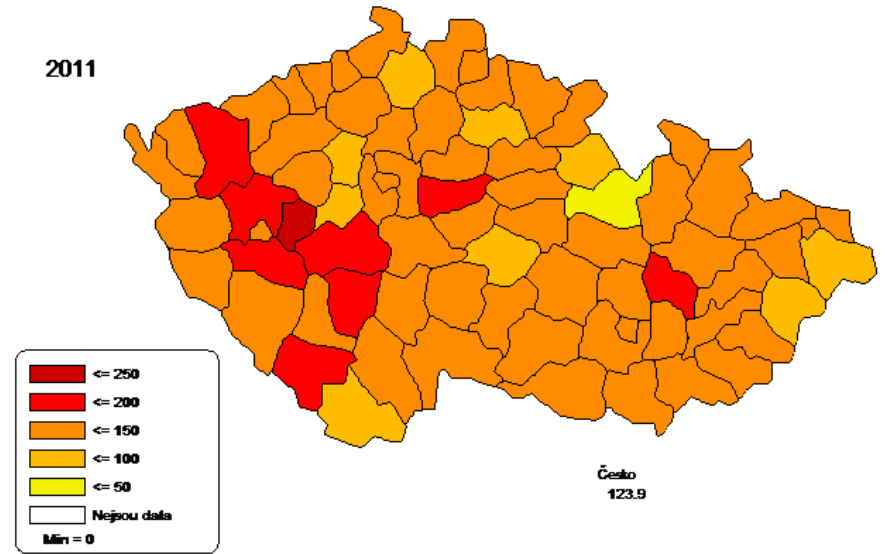 2011
<= 250
<= 200
<= 150
<= 100
<= 50
Nejsou data
Min = 0
Česko
123.9